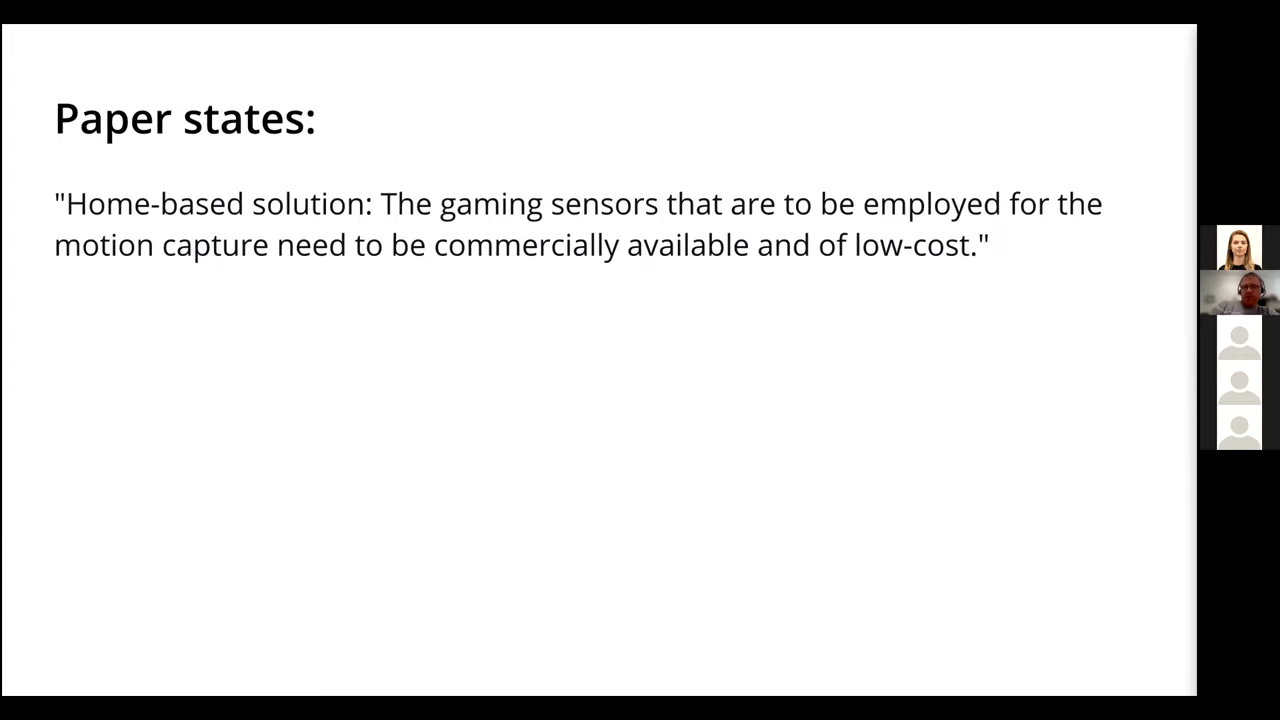 Paper states:
"Home-based solution: The gaming sensors that are to be employed for the
motion capture need to be commercially available and of low-cost."